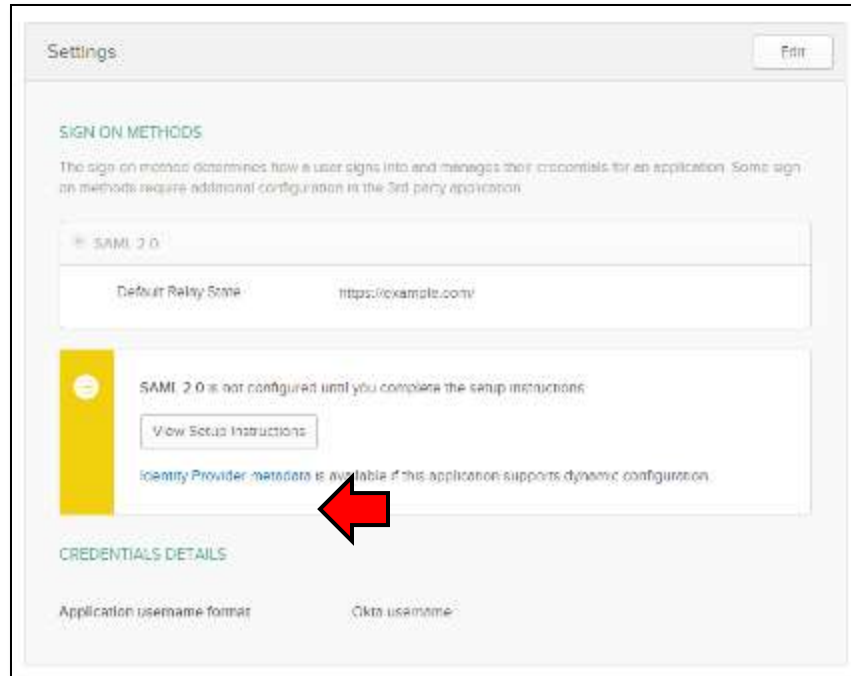 Settings
Edit
SIGN ON METHODS
The sign on method determines how a user signs into and manages their credentials for an application. Some sign
on methods require additional configuration in the 3rd party application.
SAML 2.0
Default Relay State
https://example.com/
SAML 2.0 is not configured until you complete the setup instructions.
View Setup Instructions
Identity Provider metadata is available if this application supports dynamic configuration.
CREDENTIALS DETAILS
Application username format
Okta username